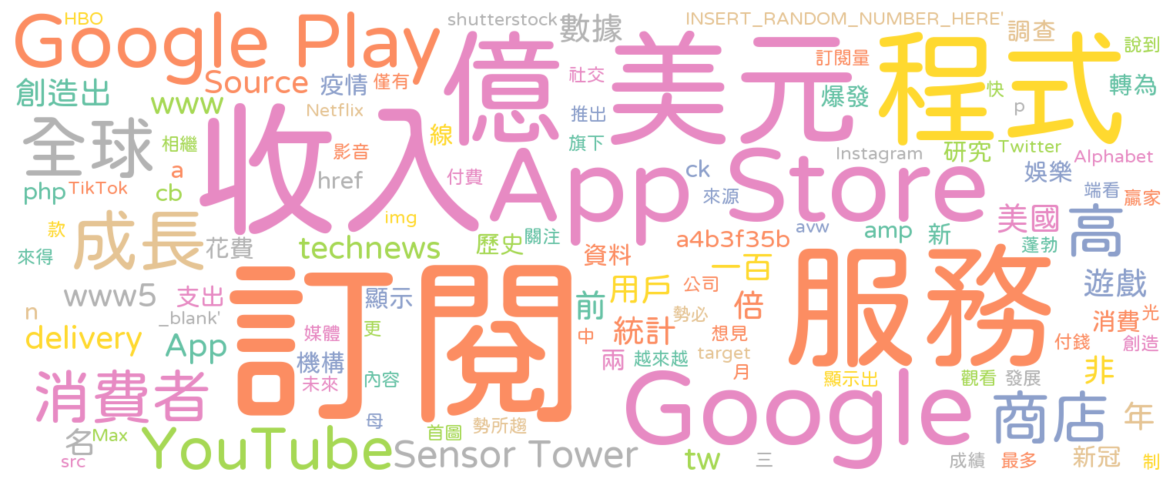 HBO
shutterstock
INSERT_RANDOM_NUMBER_HERE'
Google Play
數據
調查
說到
億
美元
程式
Source
疫情
僅有
社交
訂閱量
創造出
www
Netflix
推出
爆發
快
轉為
p
全球
相繼
收入
線
旗下
影音
App Store
Instagram
研究
Twitter
Alphabet
php
TikTok
a
cb
href
付費
ck
來源
娛樂
端看
贏家
款
成長
花費
img
avw
amp
新
美國
高
蓬勃
來得
technews
歷史
關注
資料
a4b3f35b
一百
服務
www5
支出
顯示
訂閱
前
用戶
公司
倍
遊戲
n
_blank'
delivery
App
媒體
更
中
統計
勢必
想見
消費
光
機構
兩
越來越
target
付錢
創造
消費者
未來
內容
月
顯示出
觀看
發展
非
母
Google
商店
年
名
Max
YouTube
首圖
勢所趨
src
Sensor Tower
tw
三
成績
最多
新冠
制